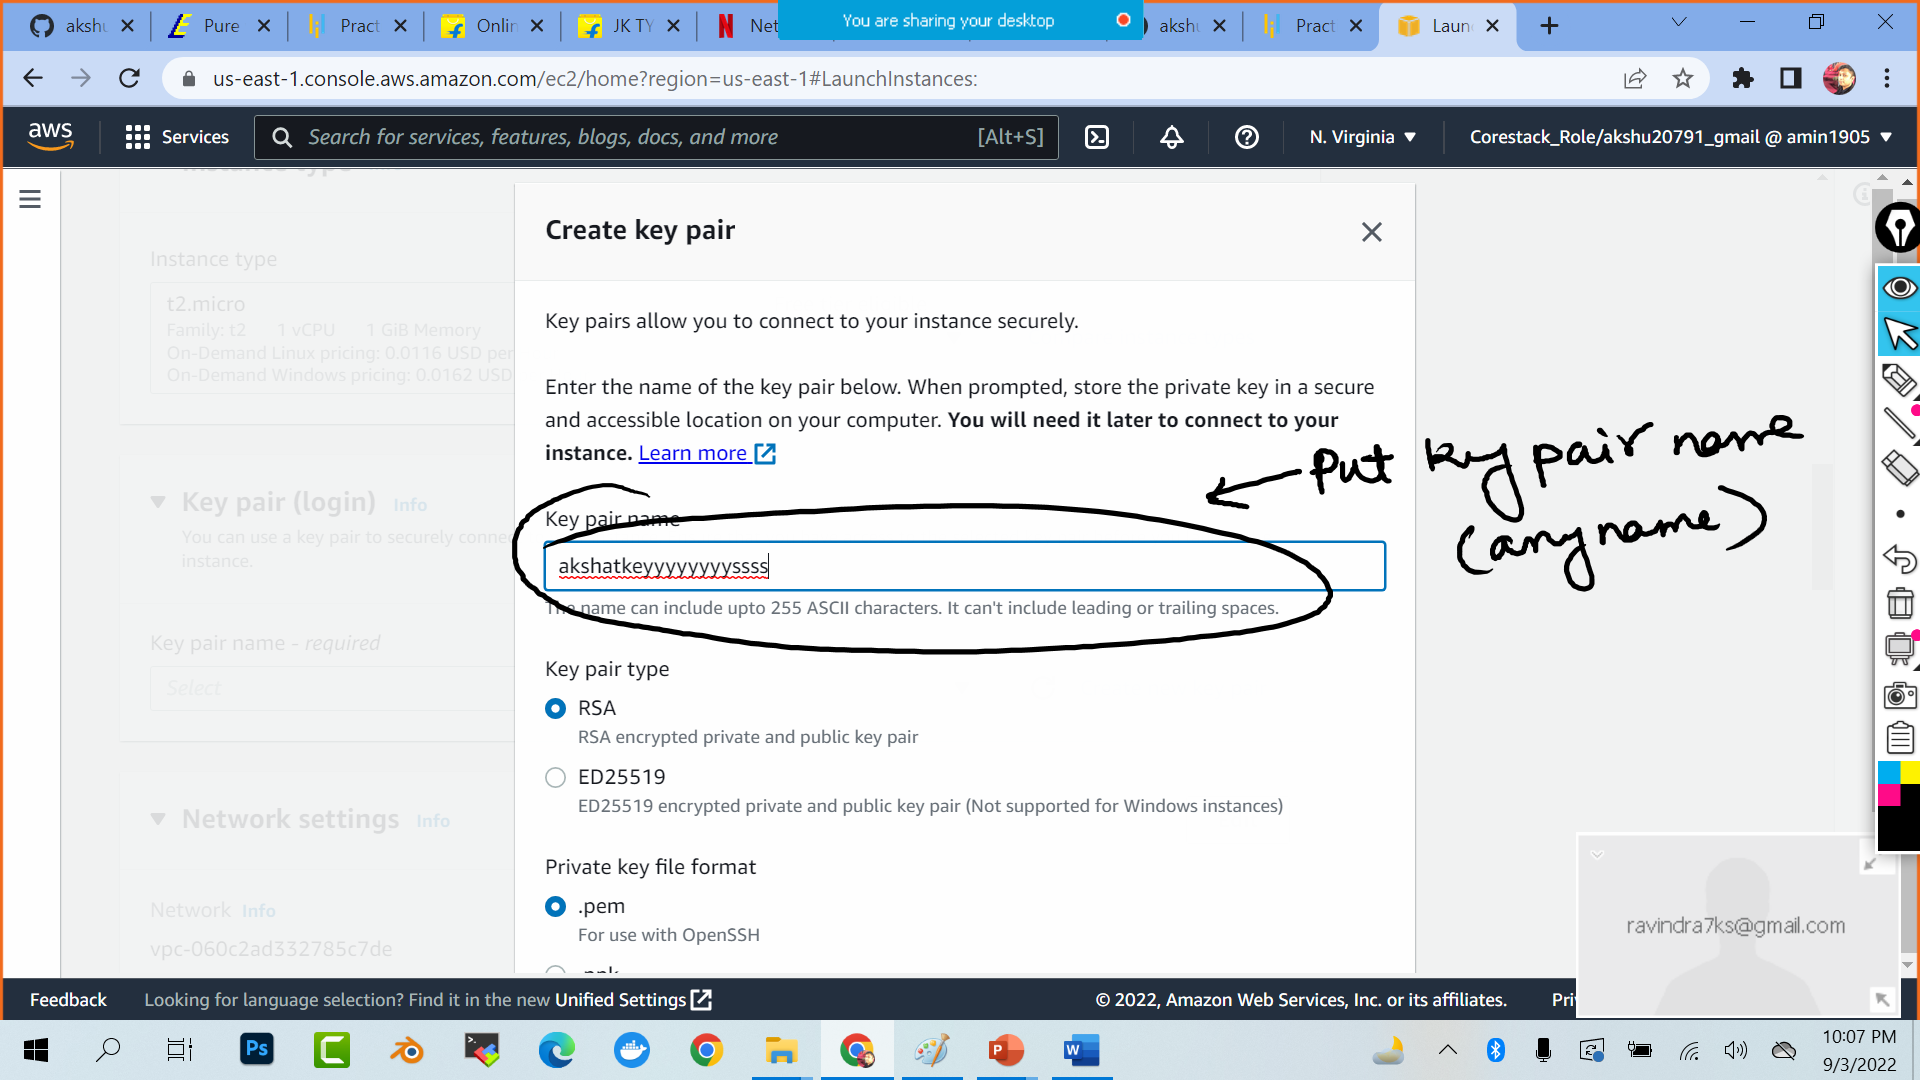 akshu
Pure
Pract
Onlin
JK TY
Net
You are sharing your desktop
akshu
Pract
Laun
us-east-1.console.aws.amazon.com/ec2/home?region=us-east-1#LaunchInstances:
aws
Services
Search for services, features, blogs, docs, and more
[Alt+S]
N. Virginia
Corestack_Role/akshu20791_gmail @ amin1905
Instance type
Create key pair
Instance type
t2.micro
Family: t2 1 vCPU 1 GiB Memory
On-Demand Linux pricing: 0.0116 USD per
On-Demand Windows pricing: 0.0162 USD
Key pairs allow you to connect to your instance securely.
Enter the name of the key pair below. When prompted, store the private key in a secure
and accessible location on your computer. You will need it later to connect to your
instance. Learn more
Put key pair name
(any name)
Key pair (login) Info
You can use a key pair to securely connec
instance.
Key pair name
akshatkeyyyyyyyyssss
The name can include upto 255 ASCII characters. It can't include leading or trailing spaces.
Key pair name - required
Select
Key pair type
RSA
RSA encrypted private and public key pair
ED25519
ED25519 encrypted private and public key pair (Not supported for Windows instances)
Network settings Info
Private key file format
.pem
For use with OpenSSH
Network Info
vpc-060c2ad332785c7de
ravindra7ks@gmail.com
Feedback
Looking for language selection? Find it in the new Unified Settings
© 2022, Amazon Web Services, Inc. or its affiliates.
Pri
Ps
C
P
W
10:07 PM
9/3/2022